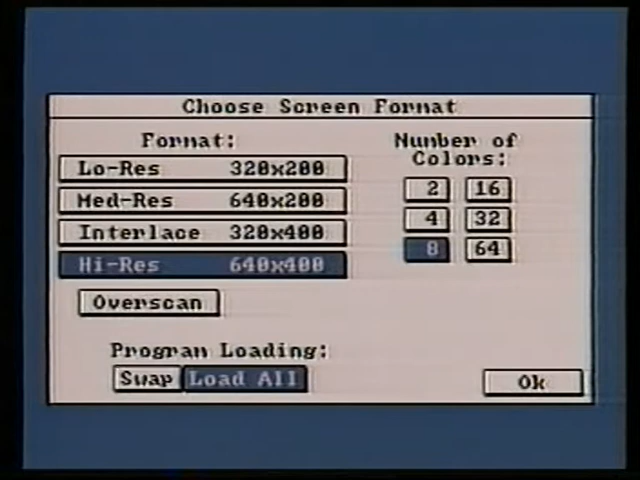 Choose Screen Format
Format:
Number of
Colors:
Lo-Res 320x200
Med-Res 640x200
Interlace 320x400
Hi-Res 640x400
2 16
4 32
8 64
Overscan
Program Loading:
Swap Load All
Ok